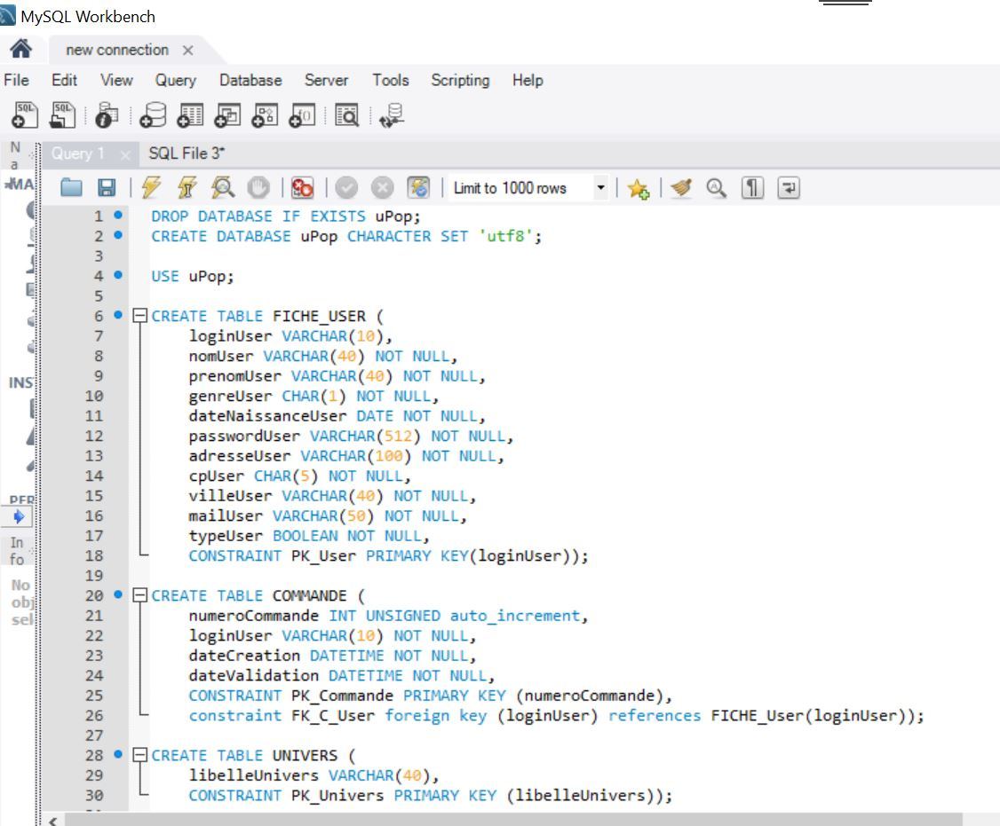 MySQL Workbench
new connection ×
File Edit View Query Database Server Tools Scripting Help
Query 1 × SQL File 3*
Limit to 1000 rows
1 DROP DATABASE IF EXISTS uPop;
2 CREATE DATABASE uPop CHARACTER SET 'utf8';
3
4 USE uPop;
5
6 CREATE TABLE FICHE_USER (
7 loginUser VARCHAR(10),
8 nomUser VARCHAR(40) NOT NULL,
9 prenomUser VARCHAR(40) NOT NULL,
10 genreUser CHAR(1) NOT NULL,
11 dateNaissanceUser DATE NOT NULL,
12 passwordUser VARCHAR(512) NOT NULL,
13 adresseUser VARCHAR(100) NOT NULL,
14 cpUser CHAR(5) NOT NULL,
15 villeUser VARCHAR(40) NOT NULL,
16 mailUser VARCHAR(50) NOT NULL,
17 typeUser BOOLEAN NOT NULL,
18 CONSTRAINT PK_User PRIMARY KEY(loginUser));
19
20 CREATE TABLE COMMANDE (
21 numeroCommande INT UNSIGNED auto_increment,
22 loginUser VARCHAR(10) NOT NULL,
23 dateCreation DATETIME NOT NULL,
24 dateValidation DATETIME NOT NULL,
25 CONSTRAINT PK_Commande PRIMARY KEY (numeroCommande),
26 constraint FK_C_User foreign key (loginUser) references FICHE_User(loginUser));
27
28 CREATE TABLE UNIVERS (
29 libelleUnivers VARCHAR(40),
30 CONSTRAINT PK_Univers PRIMARY KEY (libelleUnivers));
N
a
MA
INS
PER
In
fo
No
obj
sel